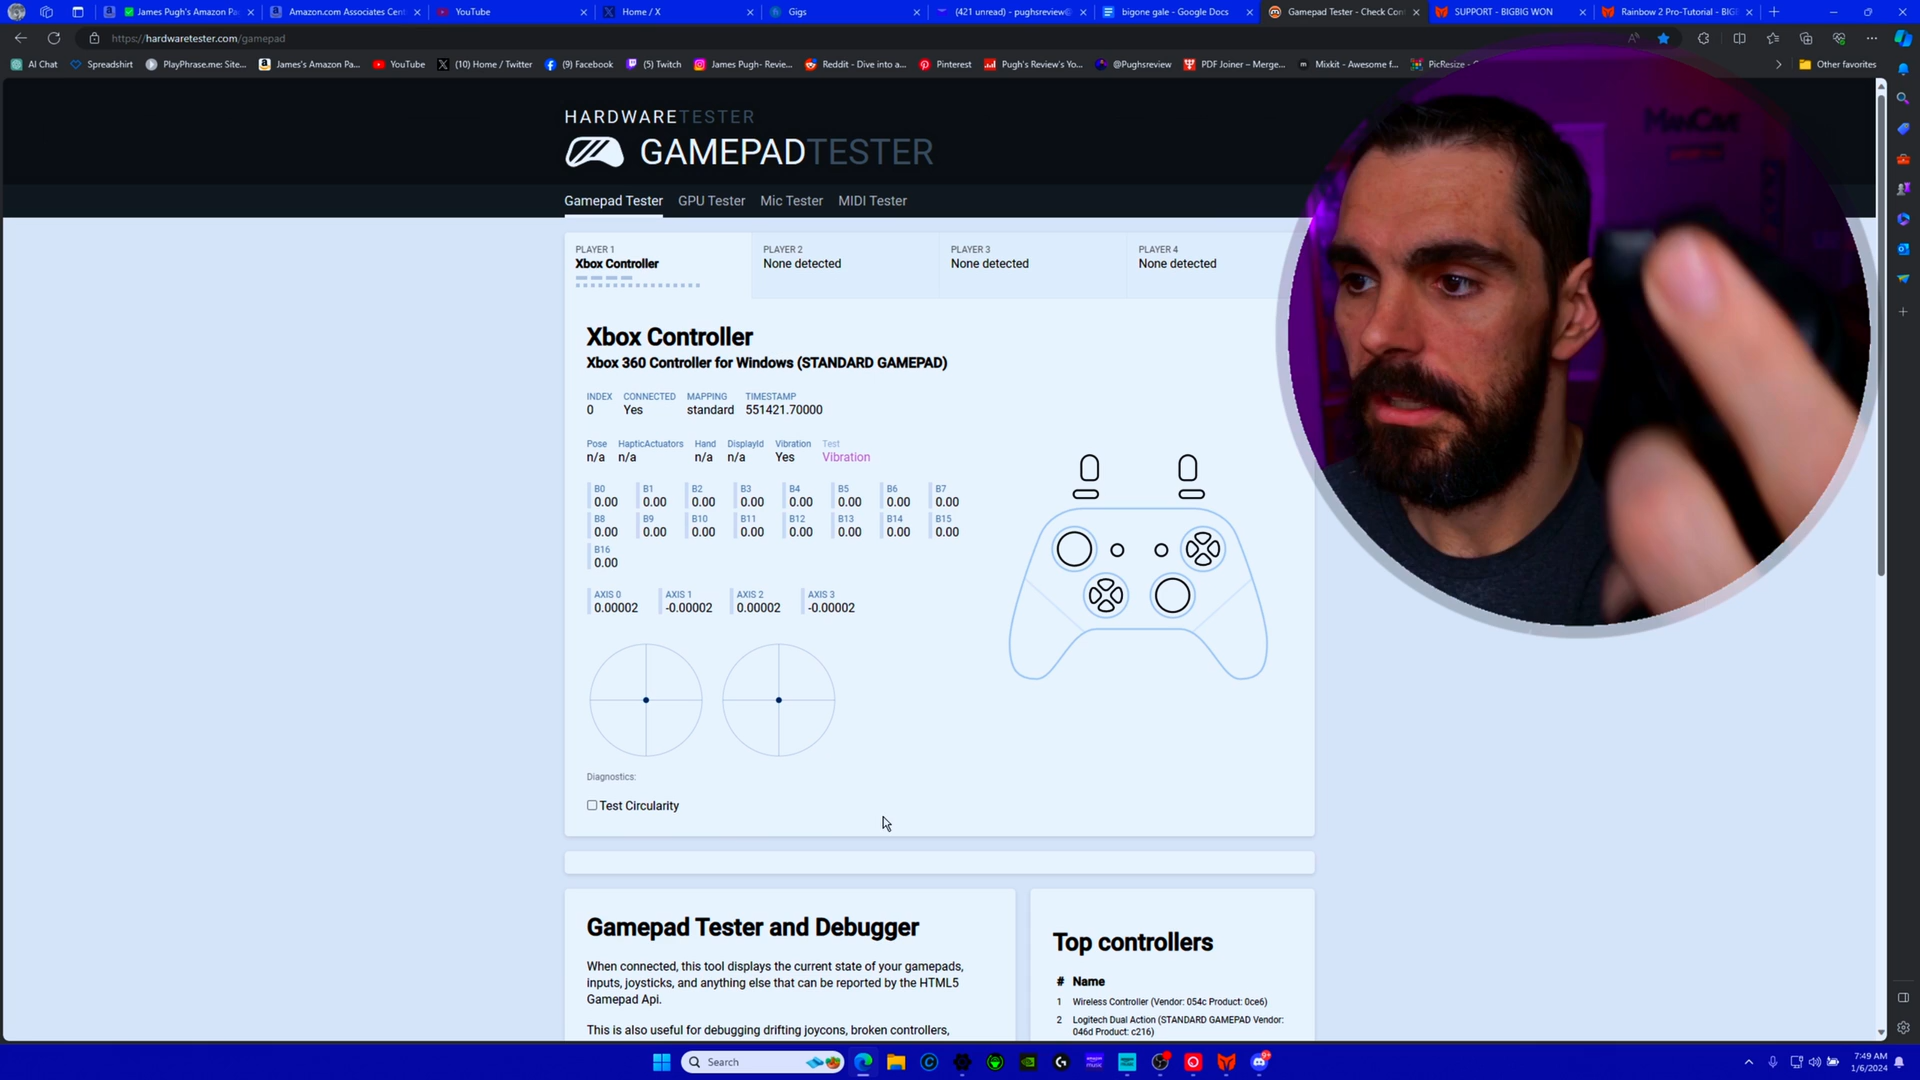 James Pugh's Amazon Pa
Amazon.com Associates Cent
YouTube
Home / X
Gigs
(421 unread) - pughsreview@
bigone gale - Google Docs
Gamepad Tester - Check Con
SUPPORT - BIGBIG WON
Rainbow 2 Pro-Tutorial - BIG
https://hardwaretester.com/gamepad
AI Chat
Spreadshirt
PlayPhrase.me: Site...
James's Amazon Pa...
YouTube
(10) Home / Twitter
(9) Facebook
(5) Twitch
James Pugh- Revie...
Reddit - Dive into a...
Pinterest
Pugh's Review's Yo...
@Pughsreview
PDF Joiner – Merge...
Mixkit - Awesome f...
PicResize -
Other favorites
HARDWARETESTER
GAMEPADTESTER
Gamepad Tester
GPU Tester
Mic Tester
MIDI Tester
PLAYER 1
Xbox Controller
PLAYER 2
None detected
PLAYER 3
None detected
PLAYER 4
None detected
Xbox Controller
Xbox 360 Controller for Windows (STANDARD GAMEPAD)
INDEX CONNECTED MAPPING TIMESTAMP
0 Yes standard 551421.70000
Pose HapticActuators Hand DisplayId Vibration Test
n/a n/a n/a n/a Yes Vibration
B0 B1 B2 B3 B4 B5 B6 B7
0.00 0.00 0.00 0.00 0.00 0.00 0.00 0.00
B8 B9 B10 B11 B12 B13 B14 B15
0.00 0.00 0.00 0.00 0.00 0.00 0.00 0.00
B16
0.00
AXIS 0 AXIS 1 AXIS 2 AXIS 3
0.00002 -0.00002 0.00002 -0.00002
Diagnostics:
Test Circularity
Gamepad Tester and Debugger
When connected, this tool displays the current state of your gamepads,
inputs, joysticks, and anything else that can be reported by the HTML5
Gamepad Api.
This is also useful for debugging drifting joycons, broken controllers,
Top controllers
# Name
1 Wireless Controller (Vendor: 054c Product: 0ce6)
2 Logitech Dual Action (STANDARD GAMEPAD Vendor:
046d Product: c216)
ManCave
Search
7:49 AM
1/6/2024